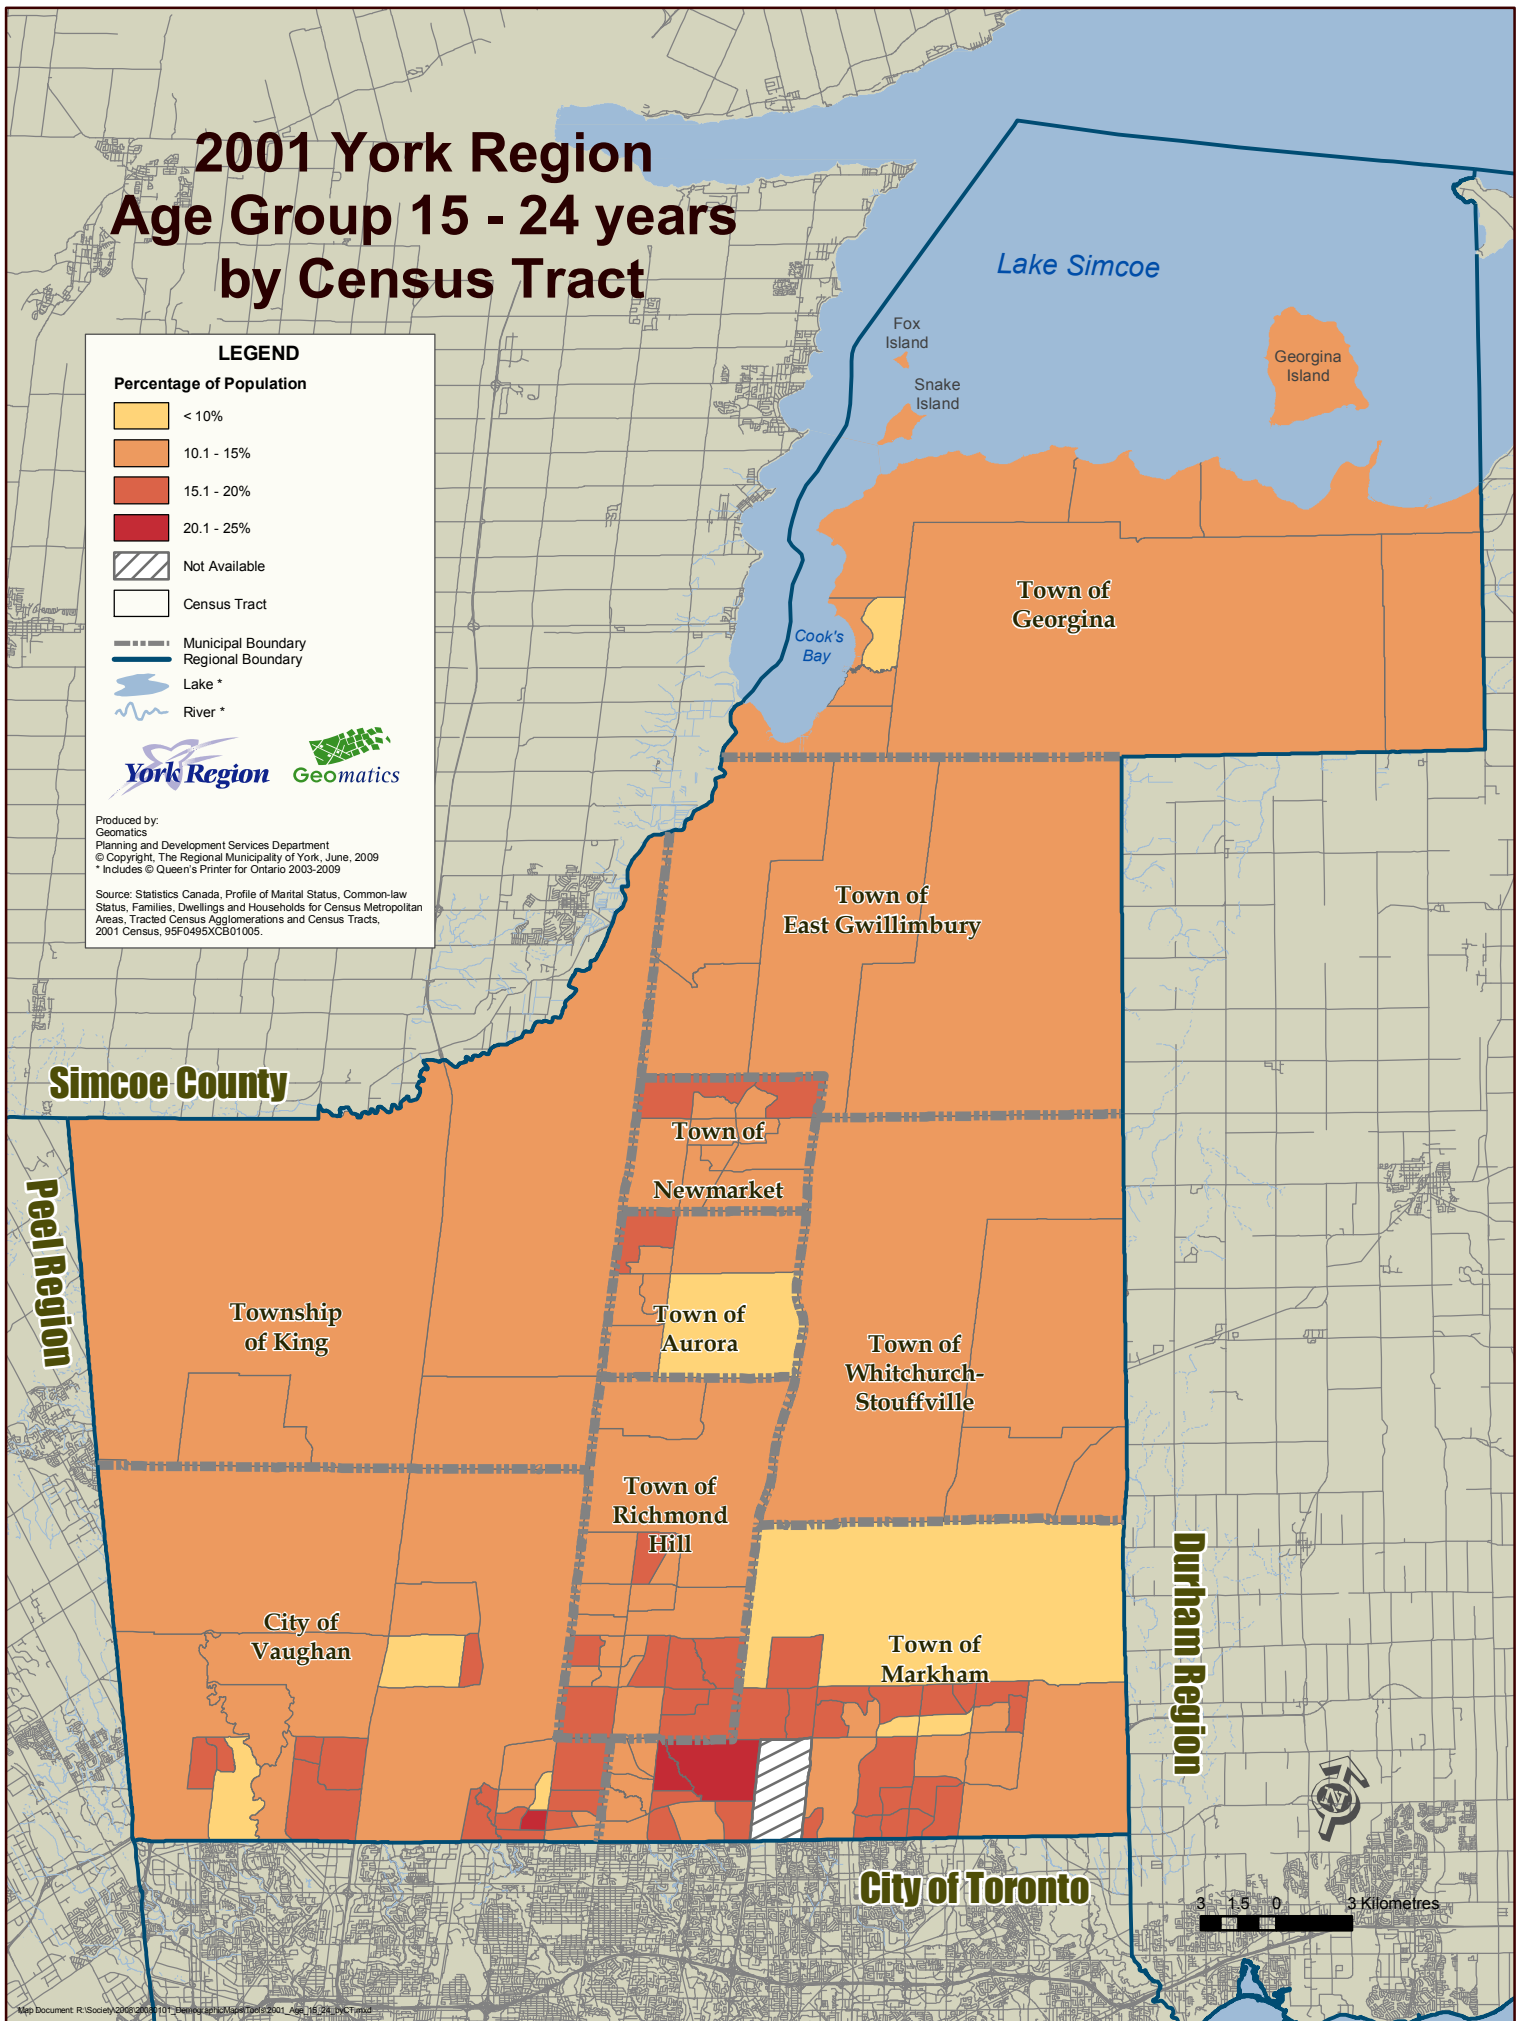 2001 York Region
Age Group 15 - 24 years
by Census Tract
LEGEND
Percentage of Population
< 10%
10.1 - 15%
15.1 - 20%
20.1 - 25%
Not Available
Census Tract
Municipal Boundary
Regional Boundary
Lake *
River *
York Region
Geomatics
Produced by:
Geomatics
Planning and Development Services Department
© Copyright, The Regional Municipality of York, June, 2009
* Includes © Queen's Printer for Ontario 2003-2009
Source: Statistics Canada, Profile of Marital Status, Common-law
Status, Families, Dwellings and Households for Census Metropolitan
Areas, Tracted Census Agglomerations and Census Tracts,
2001 Census, 95F0495XCB01005.
Lake Simcoe
Fox
Island
Snake
Island
Georgina
Island
Cook's
Bay
Town of
Georgina
Town of
East Gwillimbury
Simcoe County
Peel Region
Town of
Newmarket
Township
of King
Town of
Aurora
Town of
Whitchurch-
Stouffville
Town of
Richmond
Hill
City of
Vaughan
Town of
Markham
Durham Region
N
City of Toronto
3 1.5 0 3 Kilometres
Map Document: R:\Society\2008\20080101_DemographicMapsTools\2001_Age_15_24_byCT.mxd